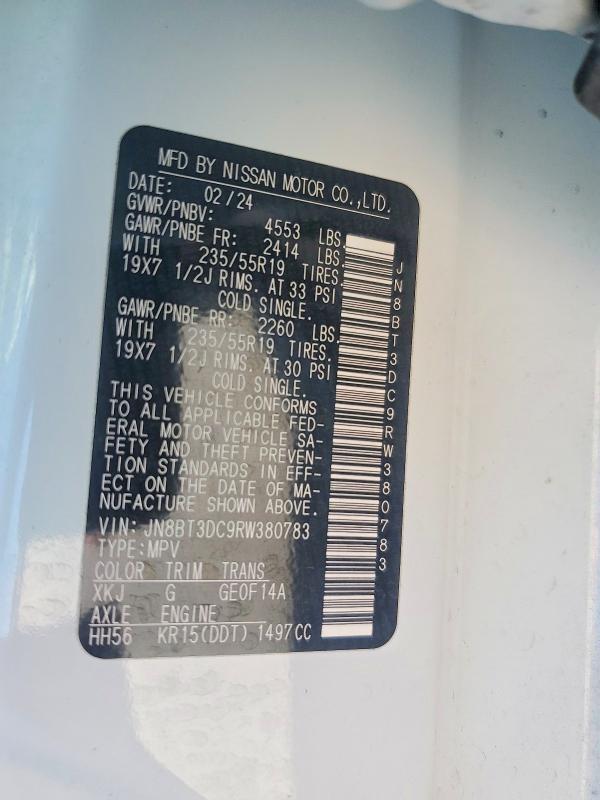 MFD BY NISSAN MOTOR CO.,LTD.
DATE: 02/24
GVWR/PNBV: 4553 LBS.
GAWR/PNBE FR: 2414 LBS.
WITH 235/55R19 TIRES.
19X7 1/2J RIMS. AT 33 PSI
COLD SINGLE.
GAWR/PNBE RR: 2260 LBS.
WITH 235/55R19 TIRES.
19X7 1/2J RIMS. AT 30 PSI
COLD SINGLE.
THIS VEHICLE CONFORMS
TO ALL APPLICABLE FED-
ERAL MOTOR VEHICLE SA-
FETY AND THEFT PREVEN-
TION STANDARDS IN EFF-
ECT ON THE DATE OF MA-
NUFACTURE SHOWN ABOVE.
VIN: JN8BT3DC9RW380783
TYPE:MPV
COLOR TRIM TRANS
XKJ G GE0F14A
AXLE ENGINE
HH56 KR15(DDT) 1497CC
JN8BT3DC9RW380783